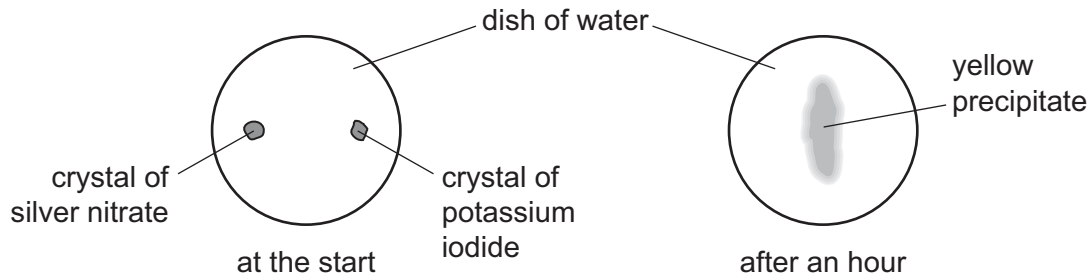 dish of water
yellow
precipitate
crystal of
silver nitrate
crystal of
potassium
iodide
at the start
after an hour